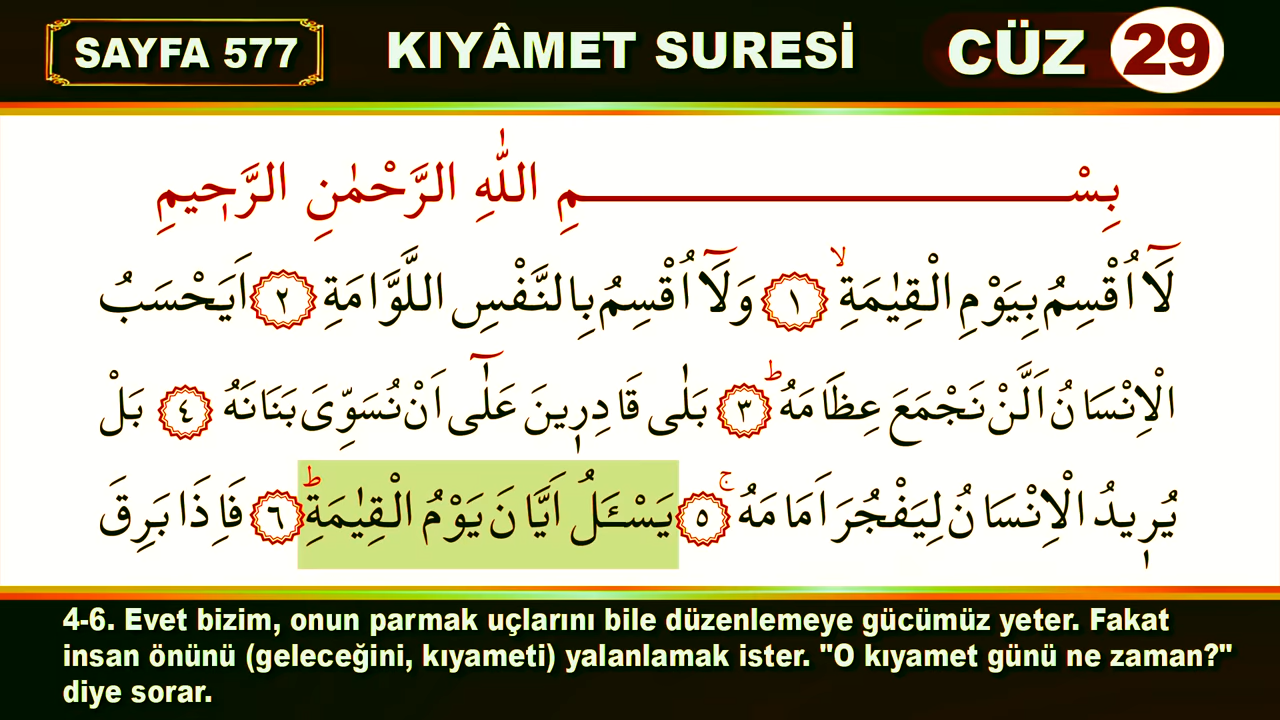 SAYFA 577
KIYÂMET SURESİ
CÜZ 29
بِسْمِ اللّٰهِ الرَّحْمٰنِ الرَّح۪يمِ
لَٓا اُقْسِمُ بِيَوْمِ الْقِيٰمَةِۙ ﴿١﴾ وَلَٓا اُقْسِمُ بِالنَّفْسِ اللَّوَّامَةِ ﴿٢﴾ اَيَحْسَبُ
الْاِنْسَانُ اَلَّنْ نَجْمَعَ عِظَامَهُۜ ﴿٣﴾ بَلٰى قَادِر۪ينَ عَلٰٓى اَنْ نُسَوِّىَ بَنَانَهُ ﴿٤﴾ بَلْ
يُر۪يدُ الْاِنْسَانُ لِيَفْجُرَ اَمَامَهُۚ ﴿٥﴾ يَسْـَٔلُ اَيَّانَ يَوْمُ الْقِيٰمَةِۜ ﴿٦﴾ فَاِذَا بَرِقَ
4-6. Evet bizim, onun parmak uçlarını bile düzenlemeye gücümüz yeter. Fakat
insan önünü (geleceğini, kıyameti) yalanlamak ister. "O kıyamet günü ne zaman?"
diye sorar.